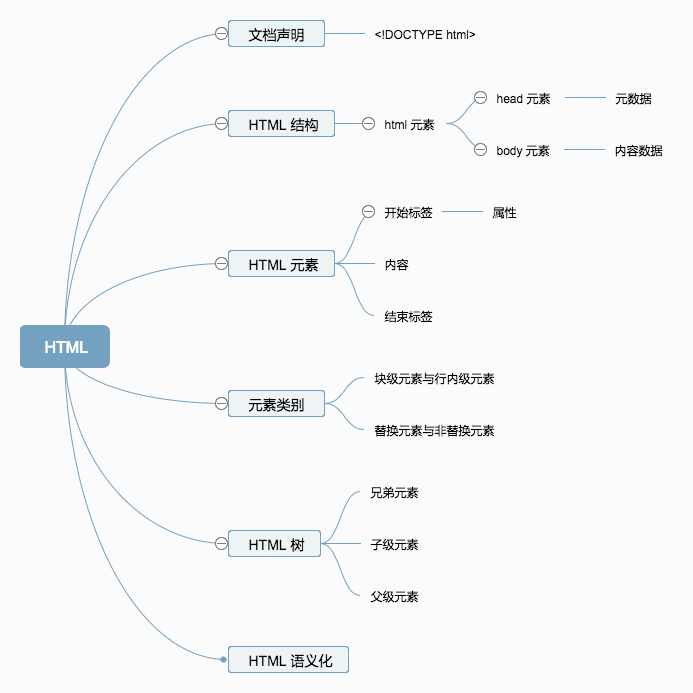 HTML
文档声明
<!DOCTYPE html>
HTML 结构
html 元素
head 元素
元数据
body 元素
内容数据
HTML 元素
开始标签
属性
内容
结束标签
元素类别
块级元素与行内级元素
替换元素与非替换元素
HTML 树
兄弟元素
子级元素
父级元素
HTML 语义化